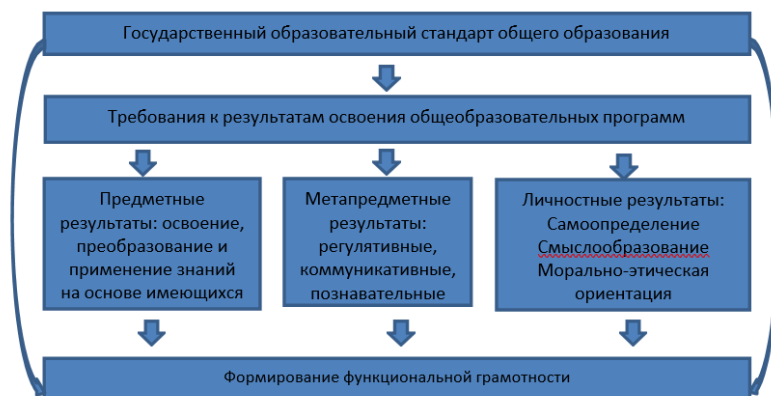 Государственный образовательный стандарт общего образования
Требования к результатам освоения общеобразовательных программ
Предметные
результаты: освоение,
преобразование и
применение знаний
на основе имеющихся
Метапредметные
результаты:
регулятивные,
коммуникативные,
познавательные
Личностные результаты:
Самоопределение
Смыслообразование
Морально-этическая
ориентация
Формирование функциональной грамотности